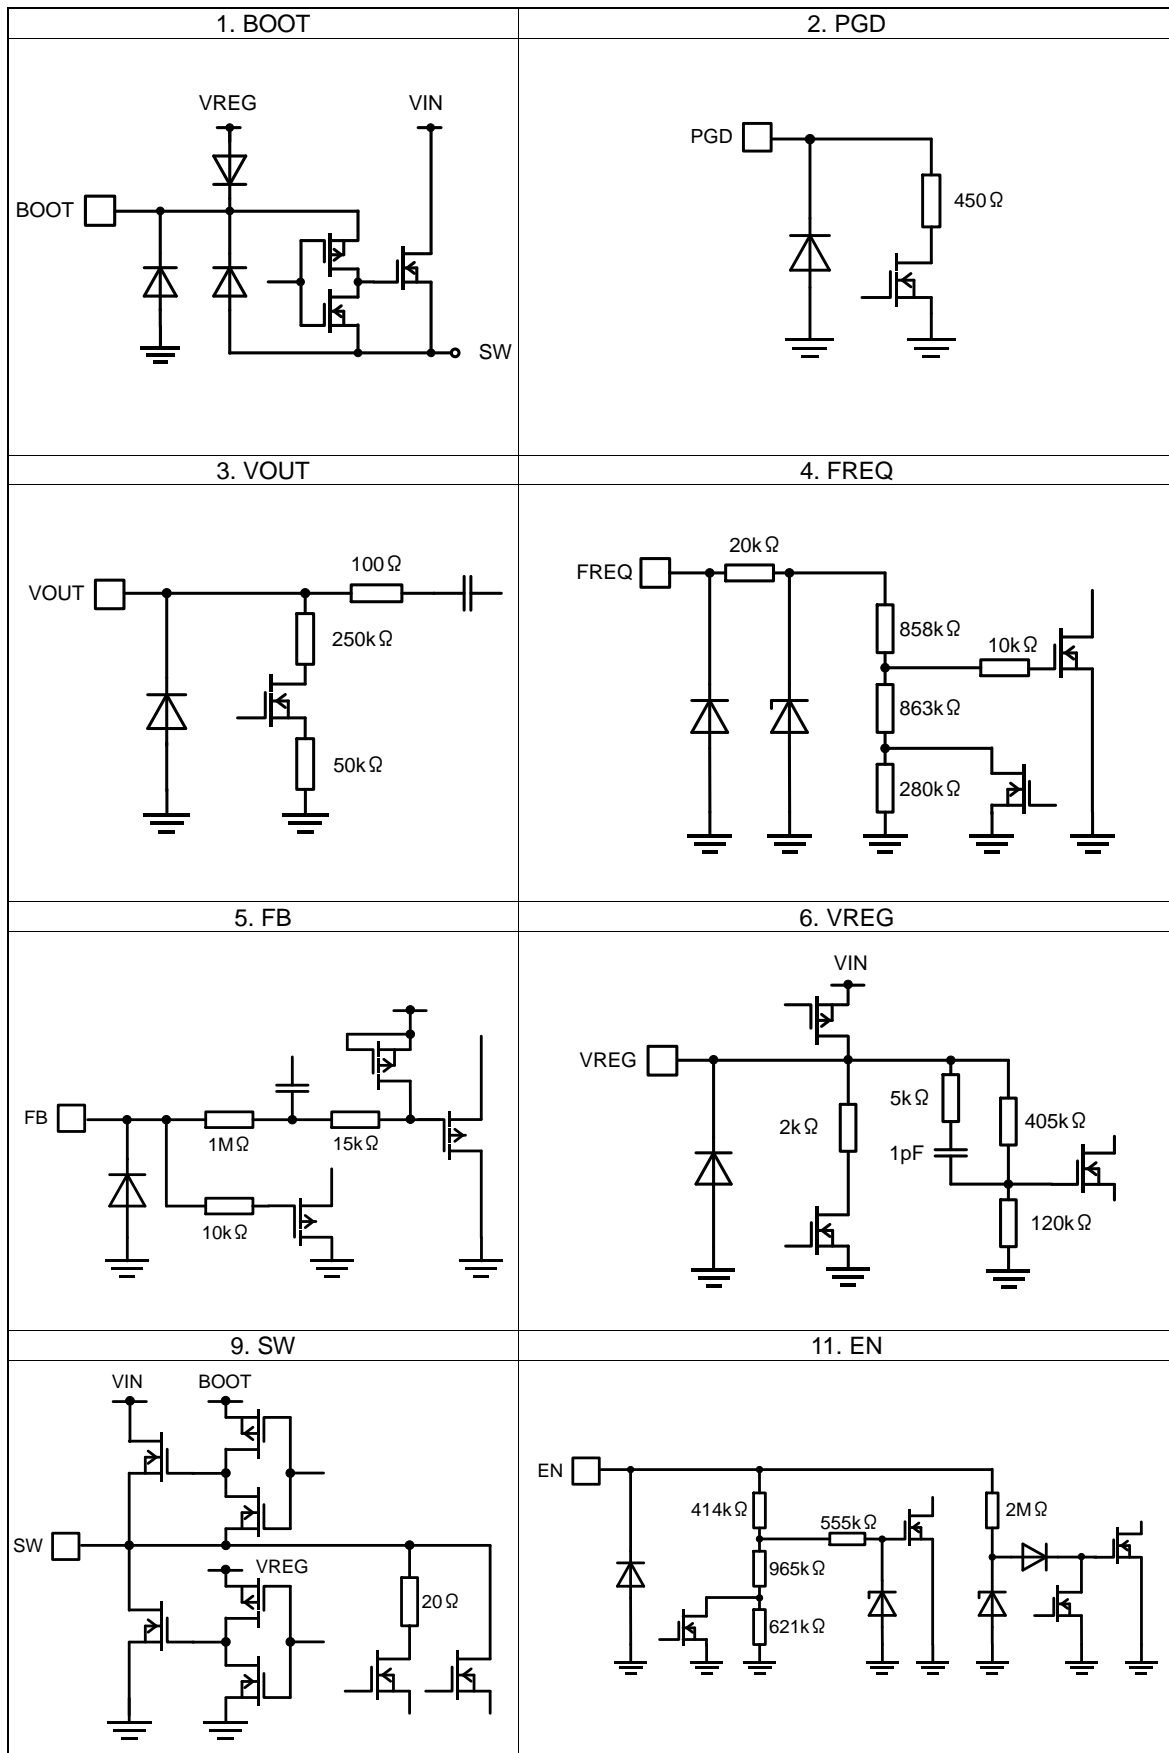 1. BOOT
2. PGD
VREG
VIN
BOOT
SW
PGD
450Ω
3. VOUT
4. FREQ
VOUT
100Ω
250kΩ
50kΩ
FREQ
20kΩ
858kΩ
10kΩ
863kΩ
280kΩ
5. FB
6. VREG
FB
1MΩ
15kΩ
10kΩ
VIN
VREG
2kΩ
5kΩ
1pF
405kΩ
120kΩ
9. SW
11. EN
VIN
BOOT
SW
VREG
20Ω
EN
414kΩ
555kΩ
2MΩ
965kΩ
621kΩ